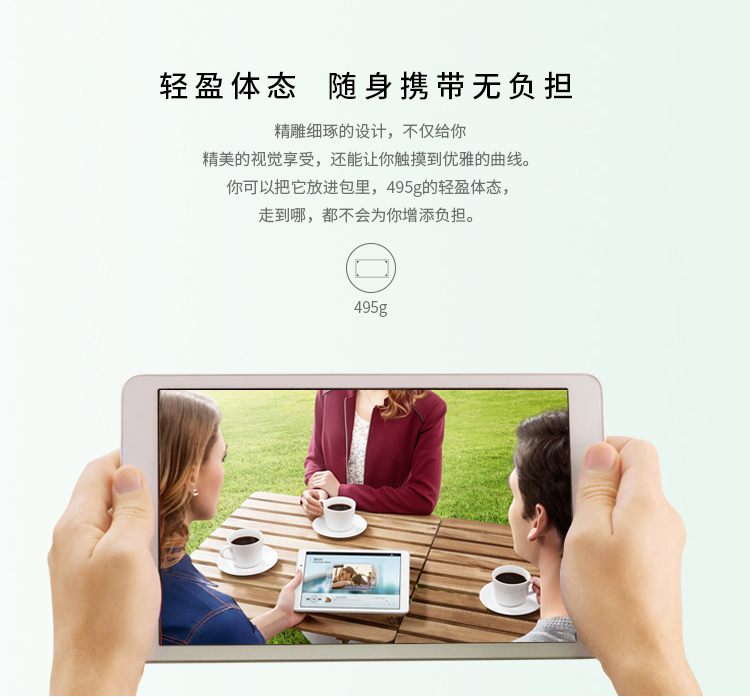 轻盈体态 随身携带无负担
精雕细琢的设计，不仅给你
精美的视觉享受，还能让你触摸到优雅的曲线。
你可以把它放进包里，495g的轻盈体态，
走到哪，都不会为你增添负担。
495g